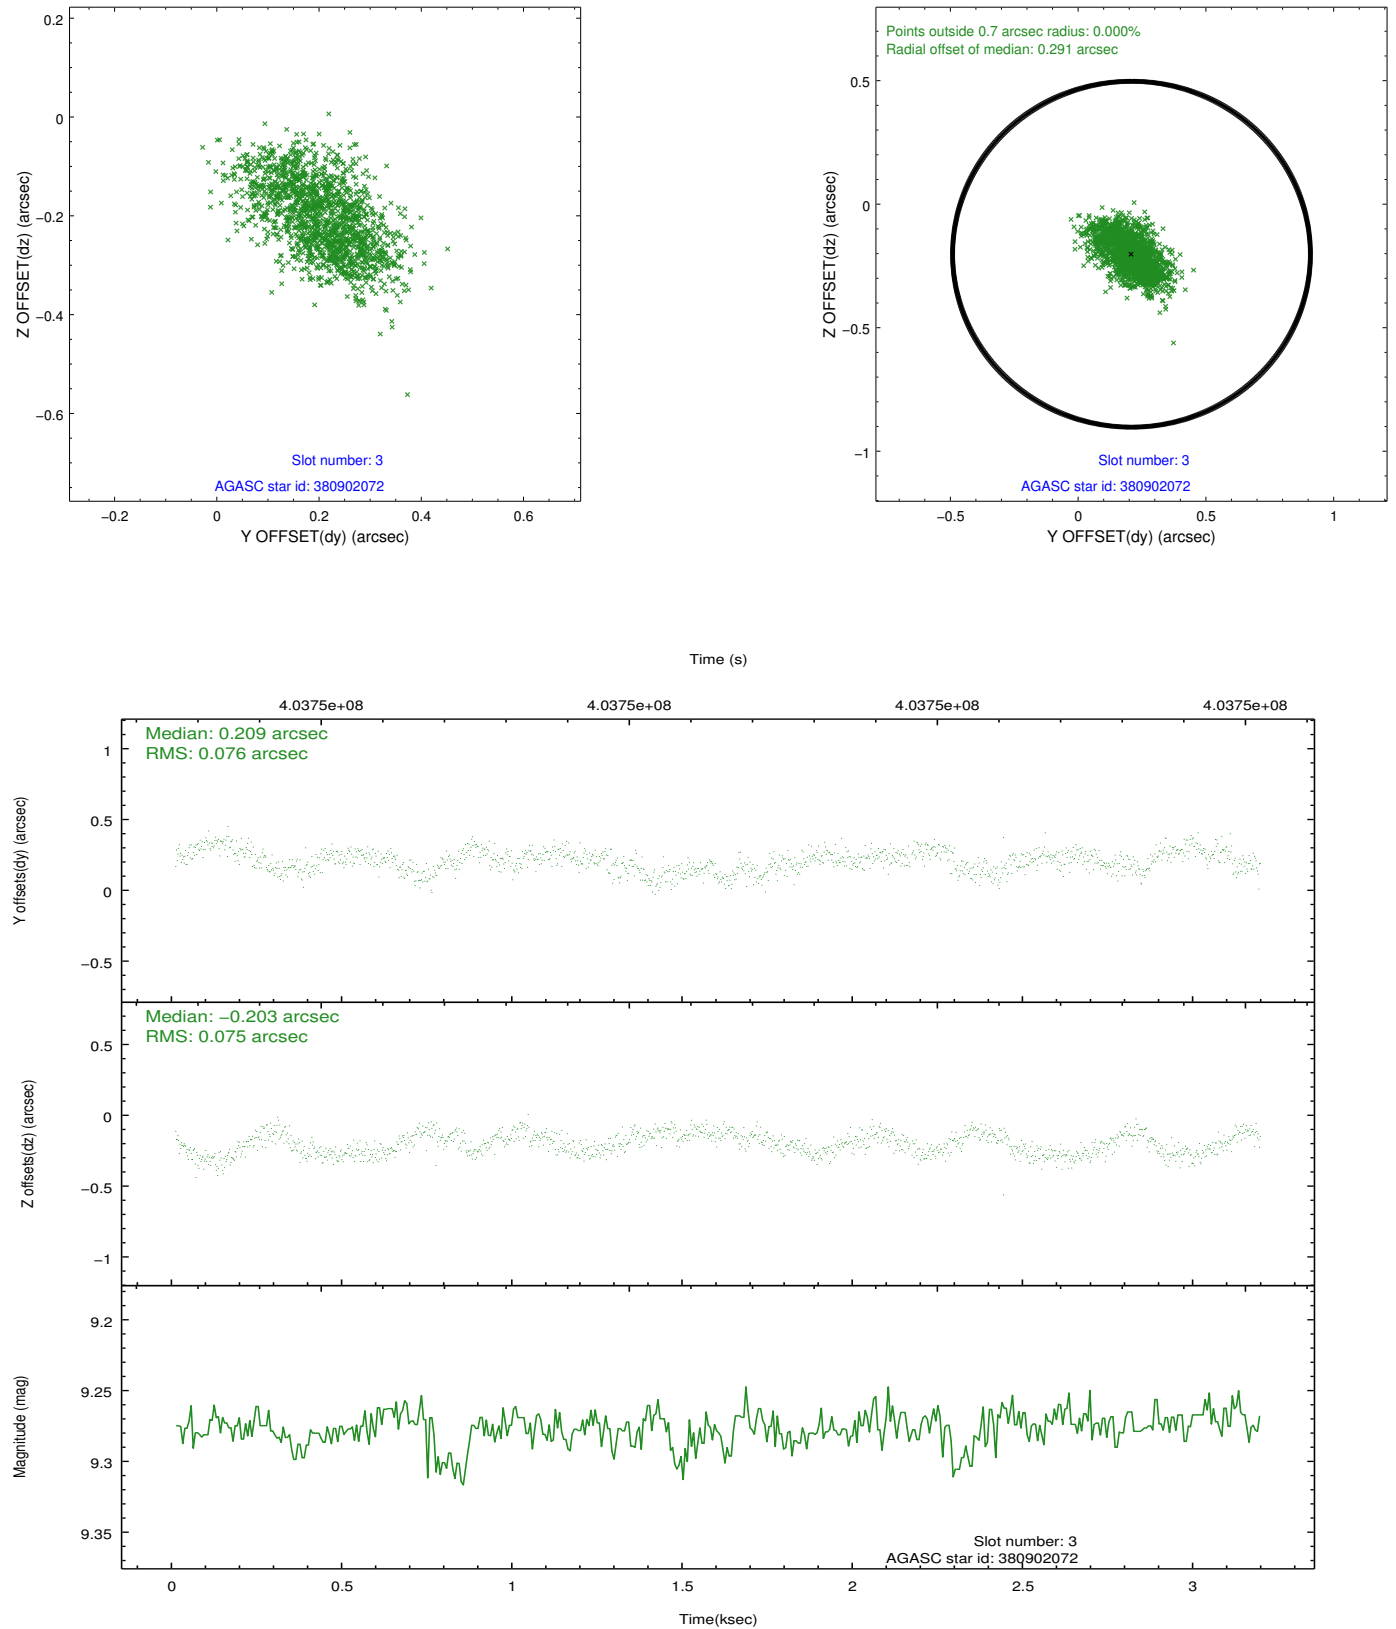 0.2
0
−0.2
−0.4
−0.6
Z OFFSET(dz) (arcsec)
Slot number: 3
AGASC star id: 380902072
−0.2 0 0.2 0.4 0.6
Y OFFSET(dy) (arcsec)
Points outside 0.7 arcsec radius: 0.000%
Radial offset of median: 0.291 arcsec
0.5
0
−0.5
−1
Z OFFSET(dz) (arcsec)
Slot number: 3
AGASC star id: 380902072
−0.5 0 0.5 1
Y OFFSET(dy) (arcsec)
Time (s)
4.0375e+08 4.0375e+08 4.0375e+08 4.0375e+08
Median: 0.209 arcsec
RMS: 0.076 arcsec
1
0.5
0
−0.5
Y offsets(dy) (arcsec)
Median: −0.203 arcsec
RMS: 0.075 arcsec
0.5
0
−0.5
−1
Z offsets(dz) (arcsec)
9.2
9.25
9.3
9.35
Magnitude (mag)
Slot number: 3
AGASC star id: 380902072
0 0.5 1 1.5 2 2.5 3
Time(ksec)